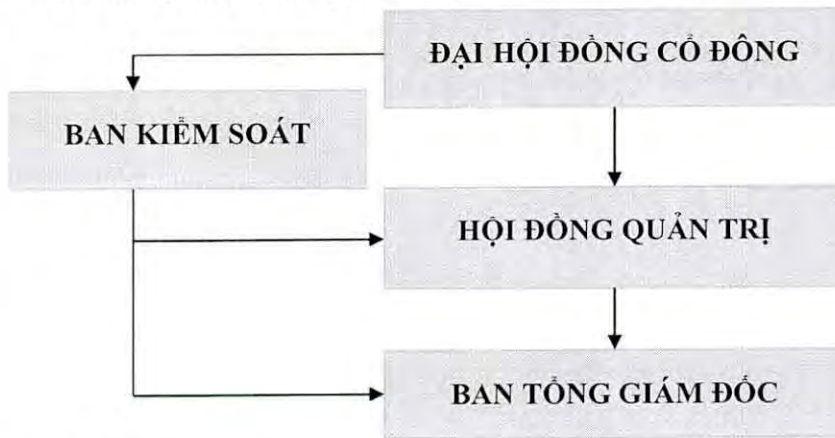 ĐẠI HỘI ĐỒNG CỔ ĐÔNG
BAN KIỂM SOÁT
HỘI ĐỒNG QUẢN TRỊ
BAN TỔNG GIÁM ĐỐC